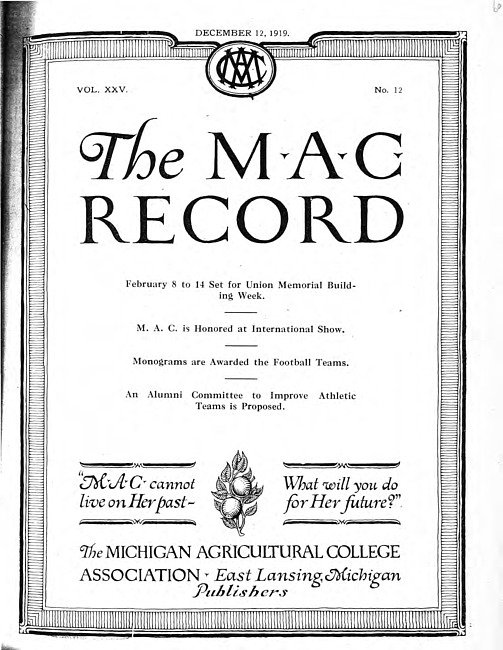 DECEMBER 12, 1919.
MAC
VOL. XXV.
No. 12
The M·A·C
RECORD
February 8 to 14 Set for Union Memorial Build-
ing Week.
M. A. C. is Honored at International Show.
Monograms are Awarded the Football Teams.
An Alumni Committee to Improve Athletic
Teams is Proposed.
"M·A·C· cannot
live on Her past–
What will you do
for Her future?"
The MICHIGAN AGRICULTURAL COLLEGE
ASSOCIATION · East Lansing, Michigan
Publishers